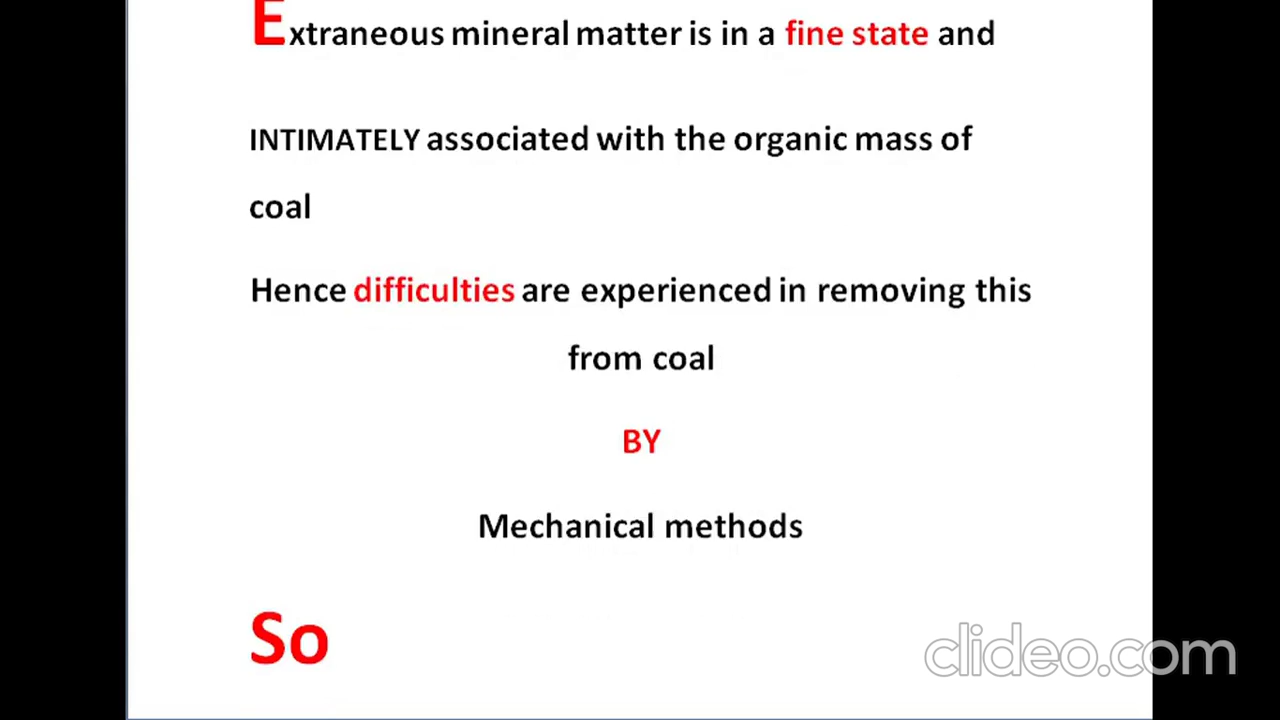 Extraneous mineral matter is in a fine state and
INTIMATELY associated with the organic mass of
coal
Hence difficulties are experienced in removing this
from coal
BY
Mechanical methods
So
clideo.com